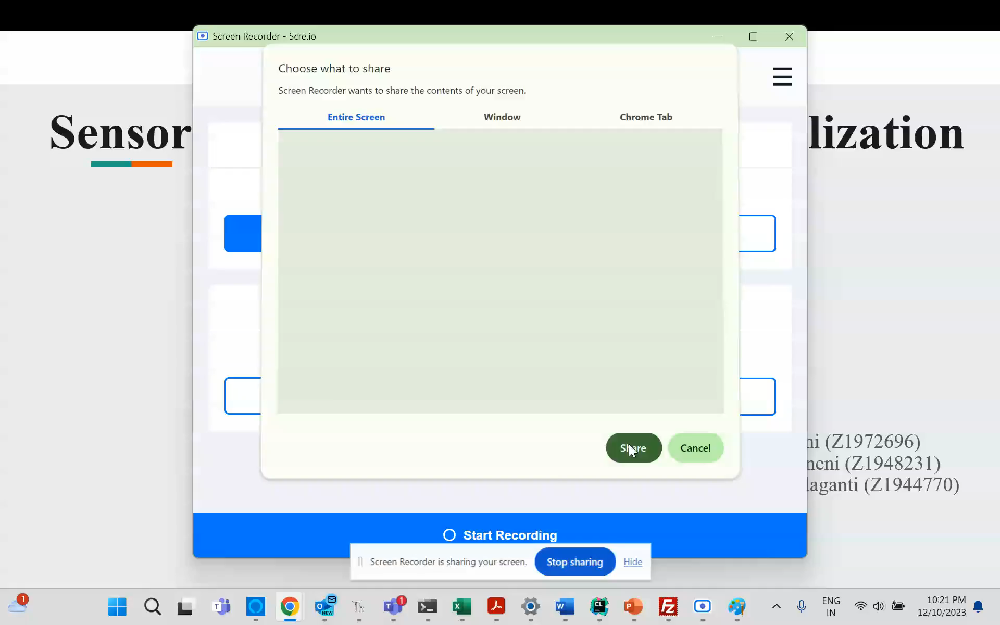 Screen Recorder - Scre.io
Choose what to share
Screen Recorder wants to share the contents of your screen.
Entire Screen
Window
Chrome Tab
Sensor
lization
Share
Cancel
ni (Z1972696)
neni (Z1948231)
daganti (Z1944770)
Start Recording
Screen Recorder is sharing your screen.
Stop sharing
Hide
1
NEW
1
ENG
IN
10:21 PM
12/10/2023